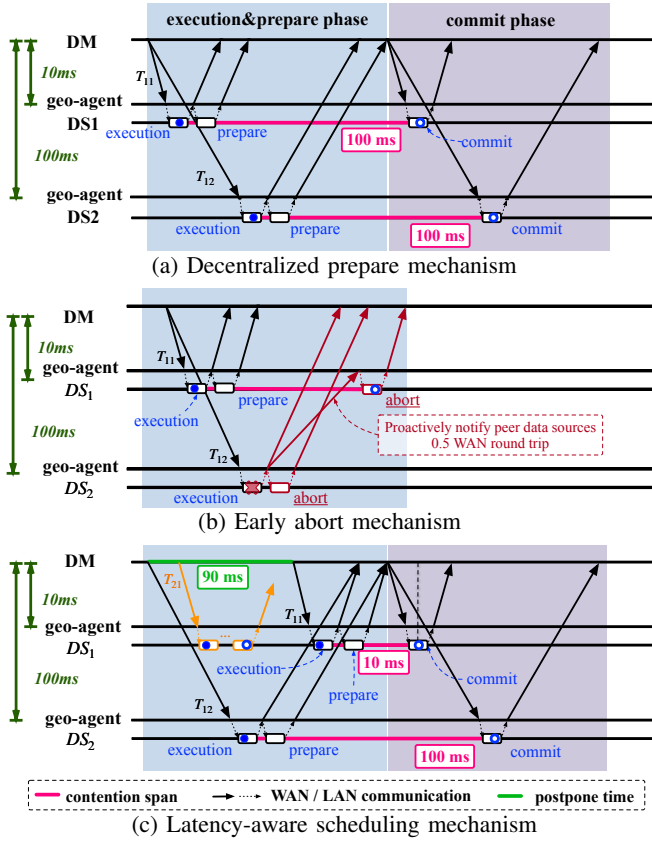 execution&prepare phase commit phase
DM
10ms
T11
geo-agent
DS1
execution prepare
100 ms
commit
100ms
T12
geo-agent
DS2
execution prepare
100 ms
commit
(a) Decentralized prepare mechanism
DM
10ms
T11
geo-agent
DS1
execution
prepare
abort
Proactively notify peer data sources
0.5 WAN round trip
100ms
T12
geo-agent
DS2
execution
abort
(b) Early abort mechanism
DM
90 ms
10ms
T21
T11
geo-agent
...
DS1
execution
10 ms
prepare
commit
100ms
T12
geo-agent
DS2
execution prepare
100 ms
commit
contention span WAN / LAN communication postpone time
(c) Latency-aware scheduling mechanism